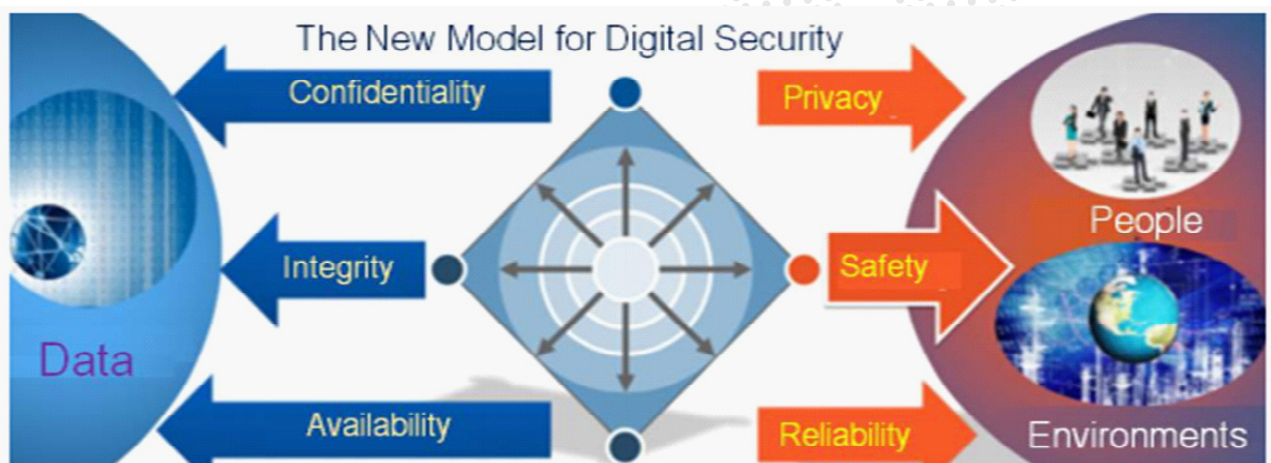 The New Model for Digital Security
Confidentiality
Privacy
People
Integrity
Safety
Data
Availability
Reliability
Environments